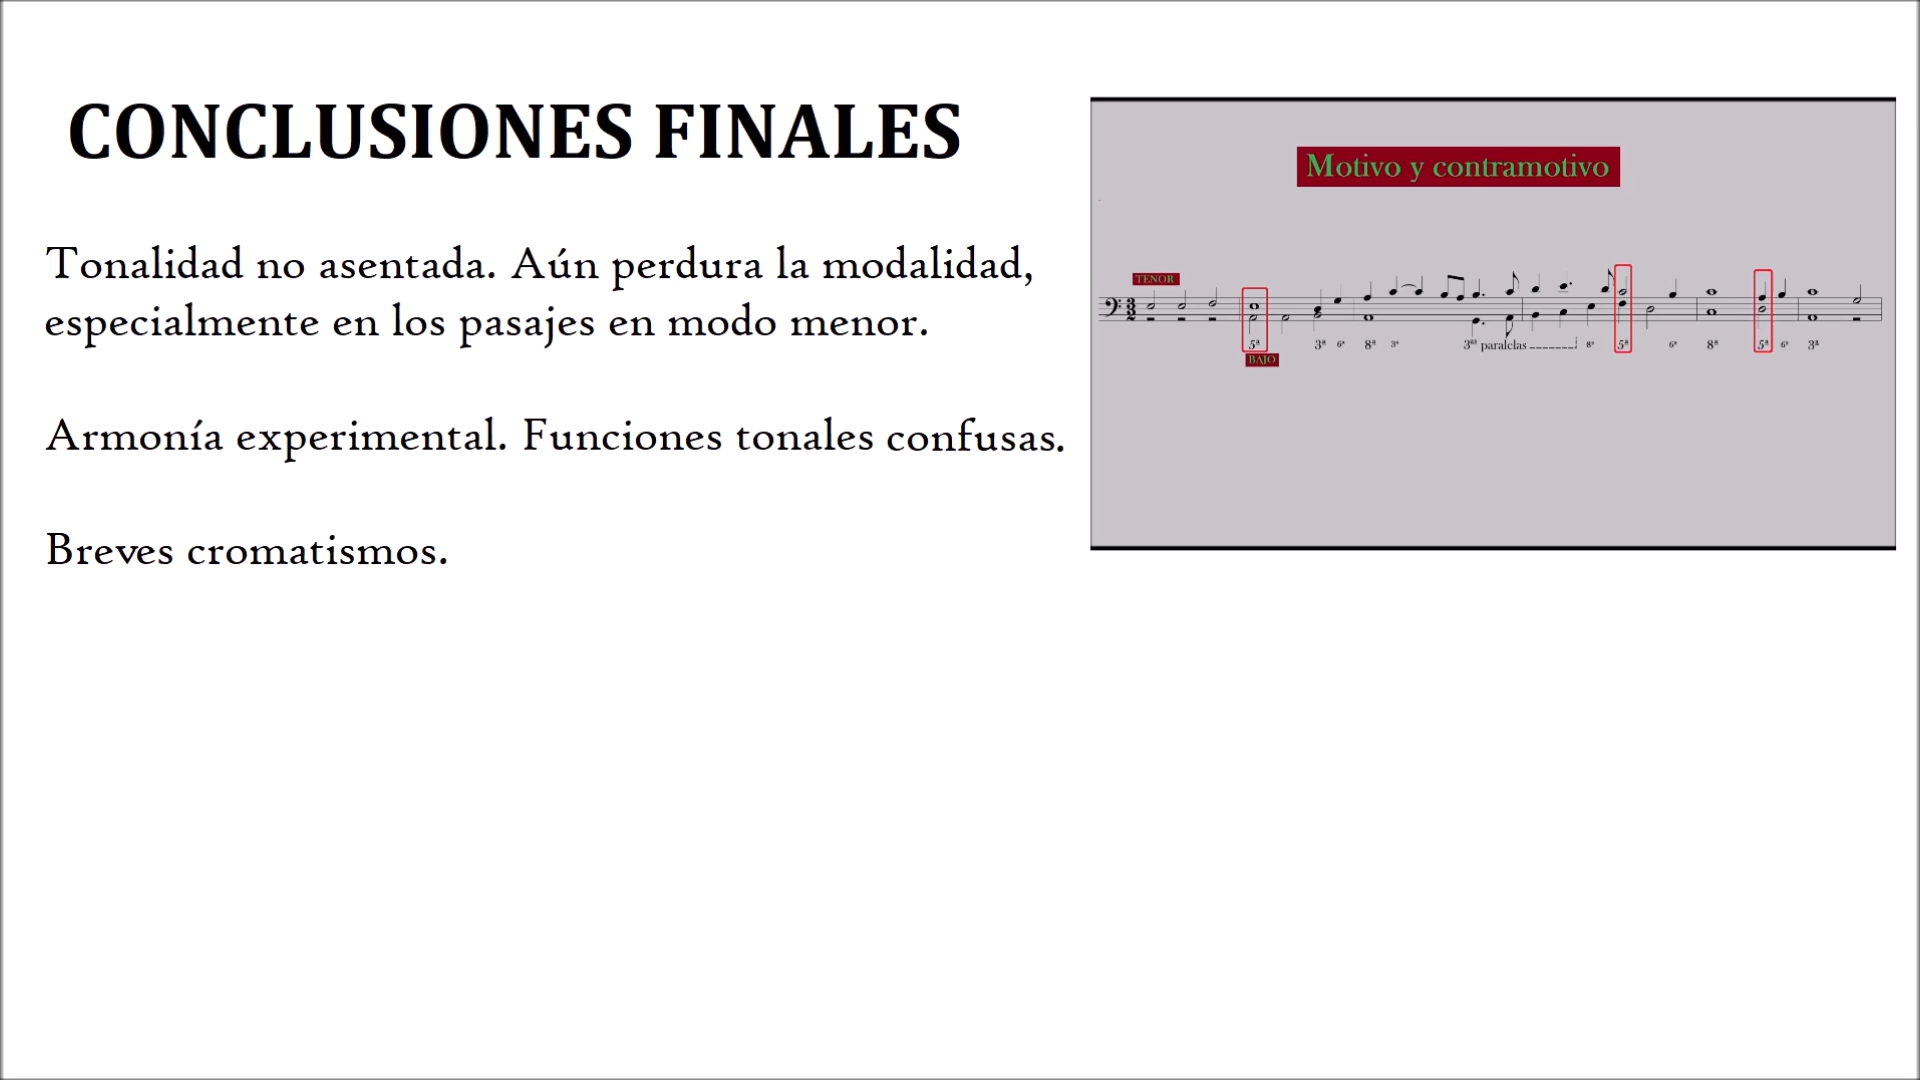 CONCLUSIONES FINALES
Tonalidad no asentada. Aún perdura la modalidad,
especialmente en los pasajes en modo menor.
Armonía experimental. Funciones tonales confusas.
Breves cromatismos.
Motivo y contramotivo
TENOR
5ª 3ª 6ª 8ª 3ª 3ªˢ paralelas 8ª 5ª 6ª 8ª 5ª 6ª 3ª
BAJO